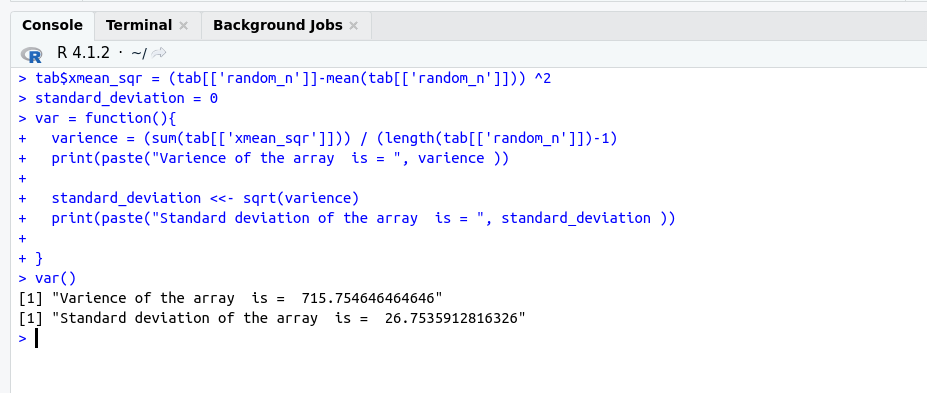 Console Terminal × Background Jobs ×
R R 4.1.2 · ~/
> tab$xmean_sqr = (tab[['random_n']]-mean(tab[['random_n']])) ^2
> standard_deviation = 0
> var = function(){
+   varience = (sum(tab[['xmean_sqr']])) / (length(tab[['random_n']])-1)
+   print(paste("Varience of the array  is = ", varience ))
+
+   standard_deviation <<- sqrt(varience)
+   print(paste("Standard deviation of the array  is = ", standard_deviation ))
+
+ }
> var()
[1] "Varience of the array  is =  715.754646464646"
[1] "Standard deviation of the array  is =  26.7535912816326"
>